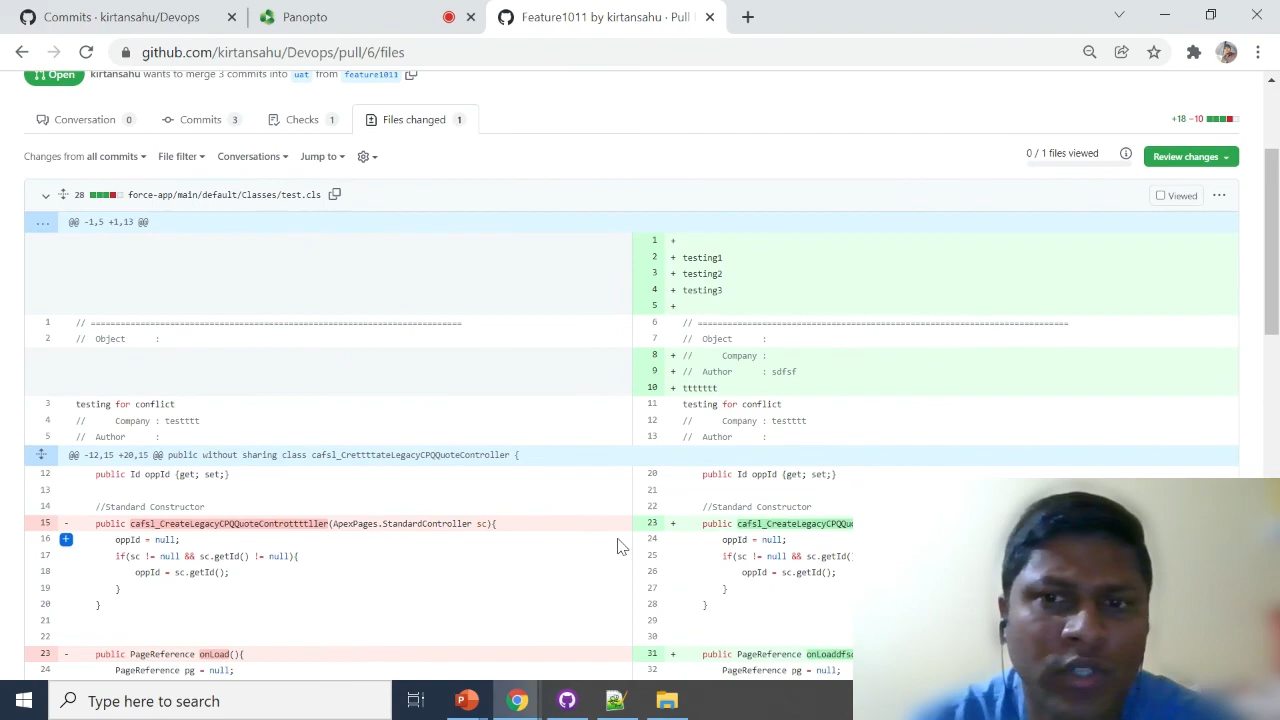 Commits · kirtansahu/Devops
Panopto
Feature1011 by kirtansahu · Pull
github.com/kirtansahu/Devops/pull/6/files
Open kirtansahu wants to merge 3 commits into uat from feature1011
Conversation 0
Commits 3
Checks 1
Files changed 1
+18 −10
Changes from all commits
File filter
Conversations
Jump to
0 / 1 files viewed
Review changes
28 force-app/main/default/Classes/test.cls
Viewed
@@ -1,5 +1,13 @@
1 +
2 + testing1
3 + testing2
4 + testing3
5 +
1 // ============================================================================ 6 // ============================================================================
2 // Object : 7 // Object :
8 + // Company :
9 + // Author : sdfsf
10 + ttttttt
3 testing for conflict 11 testing for conflict
4 // Company : testttt 12 // Company : testttt
5 // Author : 13 // Author :
@@ -12,15 +20,15 @@ public without sharing class cafsl_CrettttateLegacyCPQQuoteController {
12 public Id oppId {get; set;} 20 public Id oppId {get; set;}
13 21
14 //Standard Constructor 22 //Standard Constructor
15 - public cafsl_CreateLegacyCPQQuoteControttttller(ApexPages.StandardController sc){ 23 + public cafsl_CreateLegacyCPQQuo
16 oppId = null; 24 oppId = null;
17 if(sc != null && sc.getId() != null){ 25 if(sc != null && sc.getId()
18 oppId = sc.getId(); 26 oppId = sc.getId();
19 } 27 }
20 } 28 }
21 29
22 30
23 - public PageReference onLoad(){ 31 + public PageReference onLoaddfsd
24 PageReference pg = null; 32 PageReference pg = null;
Type here to search